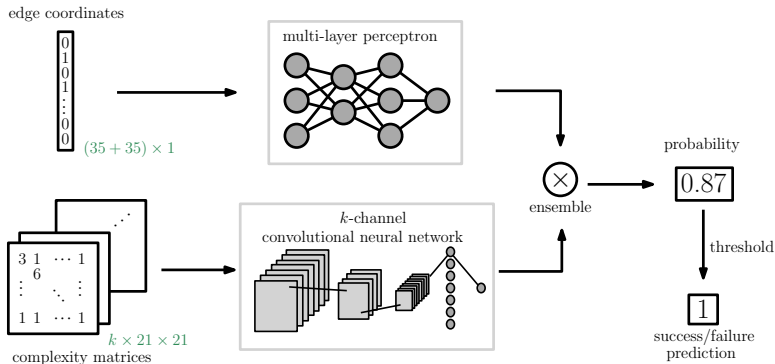 edge coordinates
0
1
0
1
⋮
0
0
(35 + 35) × 1
multi-layer perceptron
×
ensemble
probability
0.87
threshold
1
success/failure
prediction
⋱
3 1 ⋯ 1
6
⋮ ⋱ ⋮
1 1 ⋯ 1
k × 21 × 21
complexity matrices
k-channel
convolutional neural network